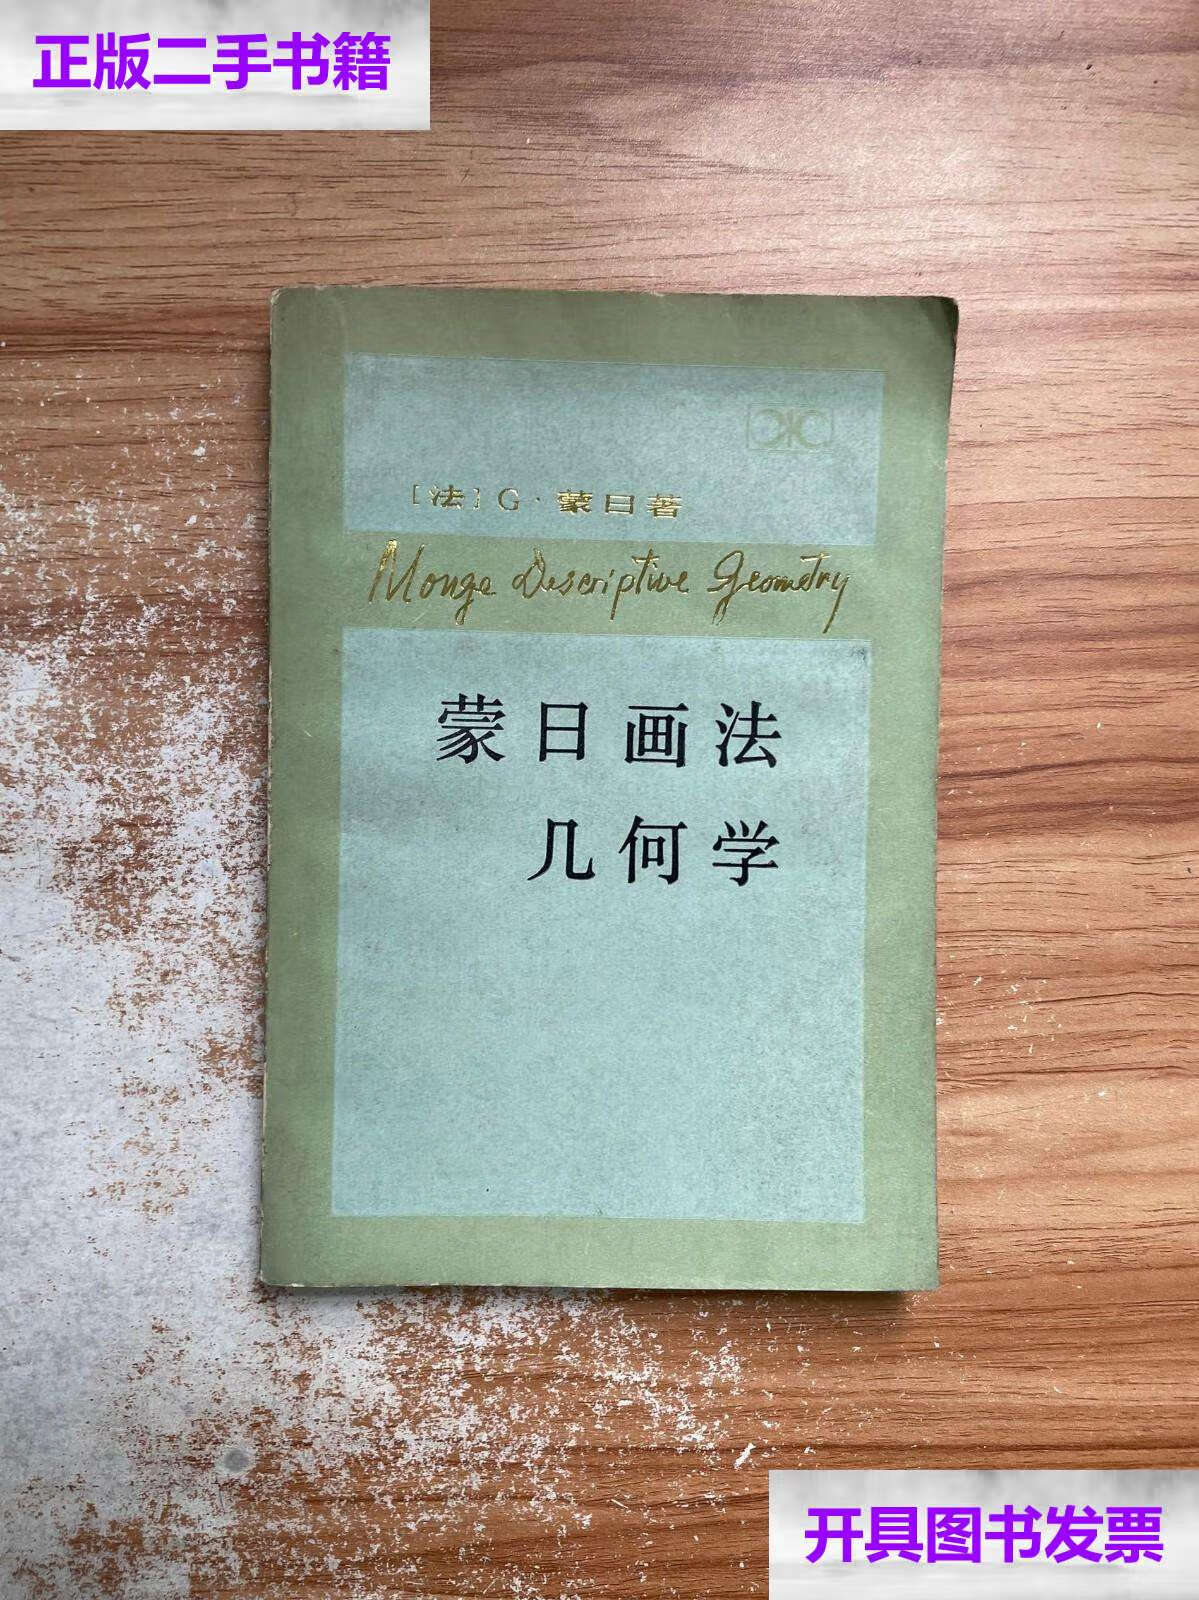 正版二手书籍
[法]G·蒙日著
Monge Descriptive Geometry
蒙日画法
几何学
开具图书发票